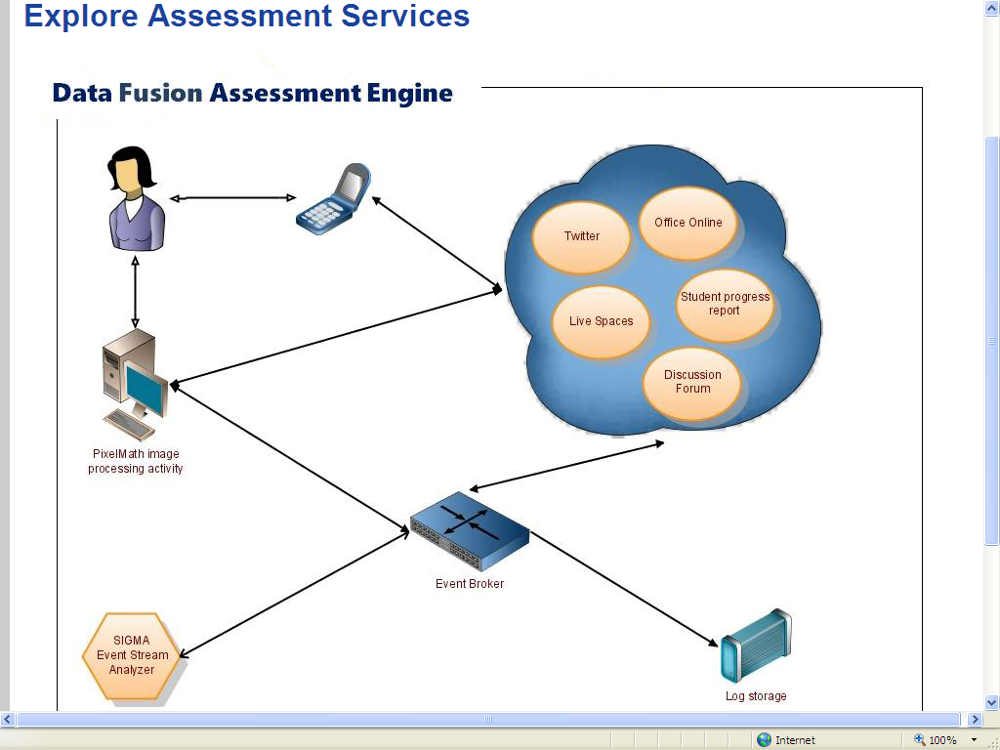 Explore Assessment Services
Data Fusion Assessment Engine
Twitter
Office Online
Live Spaces
Student progress
report
Discussion
Forum
PixelMath image
processing activity
Event Broker
SIGMA
Event Stream
Analyzer
Log storage
Internet
100%